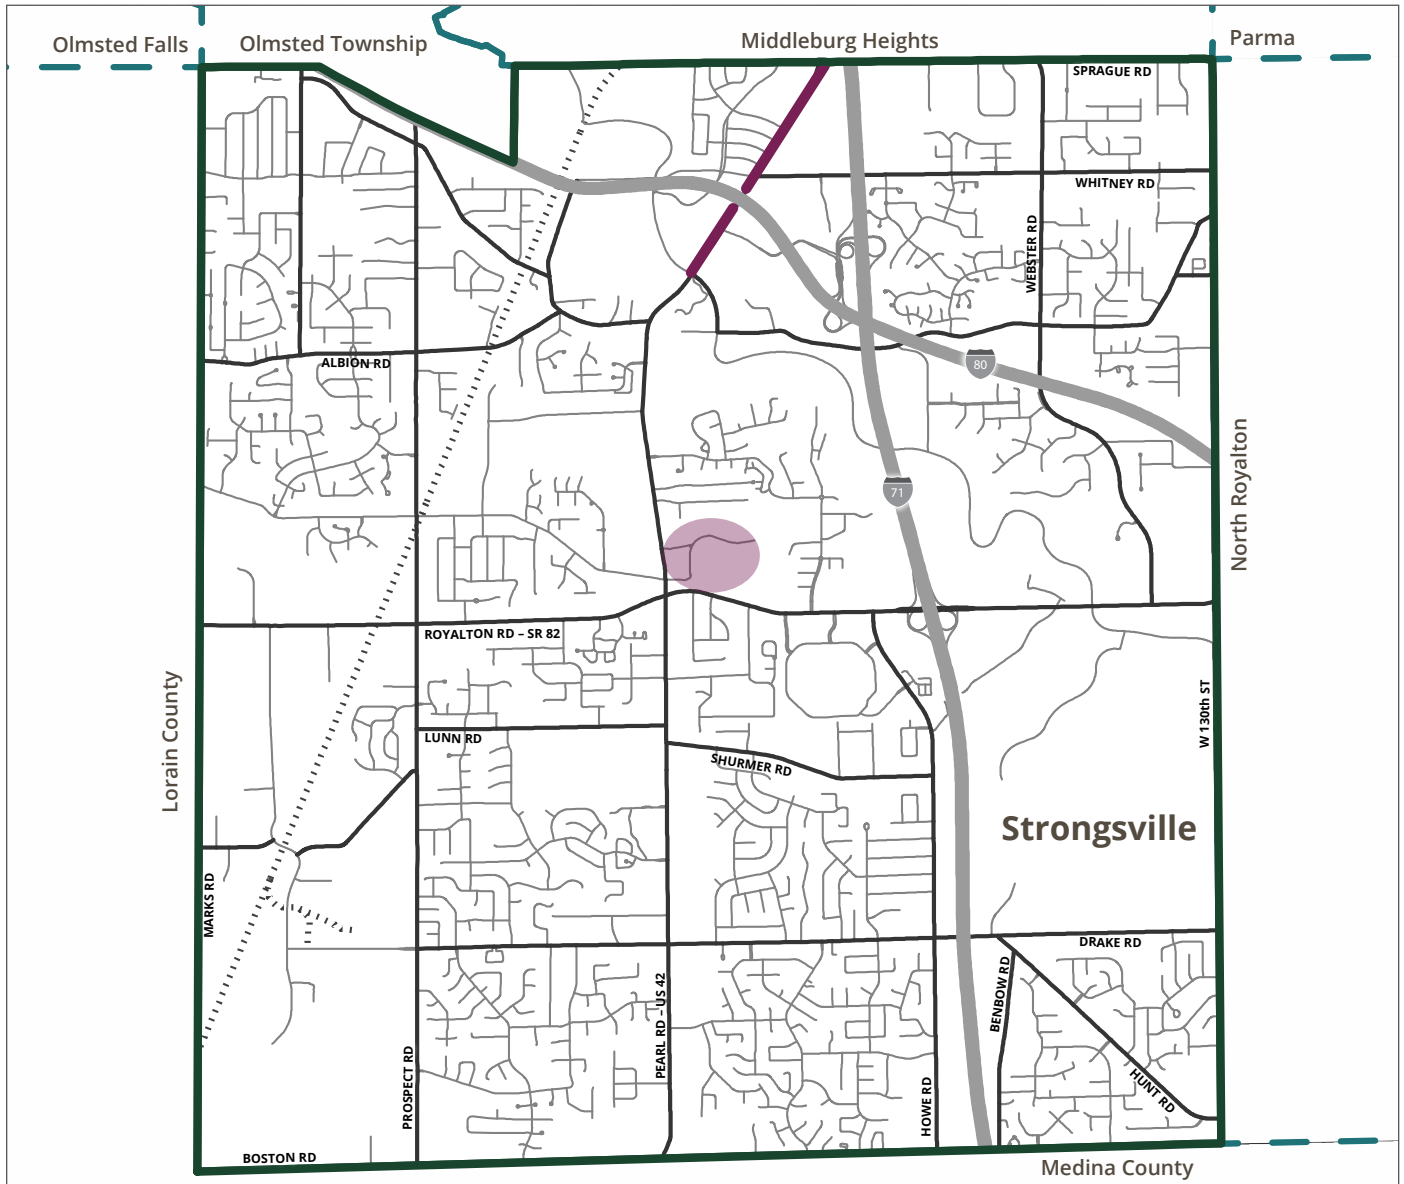 Olmsted Falls
Olmsted Township
Middleburg Heights
Parma
SPRAGUE RD
WHITNEY RD
WEBSTER RD
ALBION RD
80
71
North Royalton
ROYALTON RD – SR 82
Lorain County
W 130th ST
LUNN RD
SHURMER RD
Strongsville
MARKS RD
DRAKE RD
BENBOW RD
PEARL RD – US 42
PROSPECT RD
HOWE RD
HUNT RD
BOSTON RD
Medina County